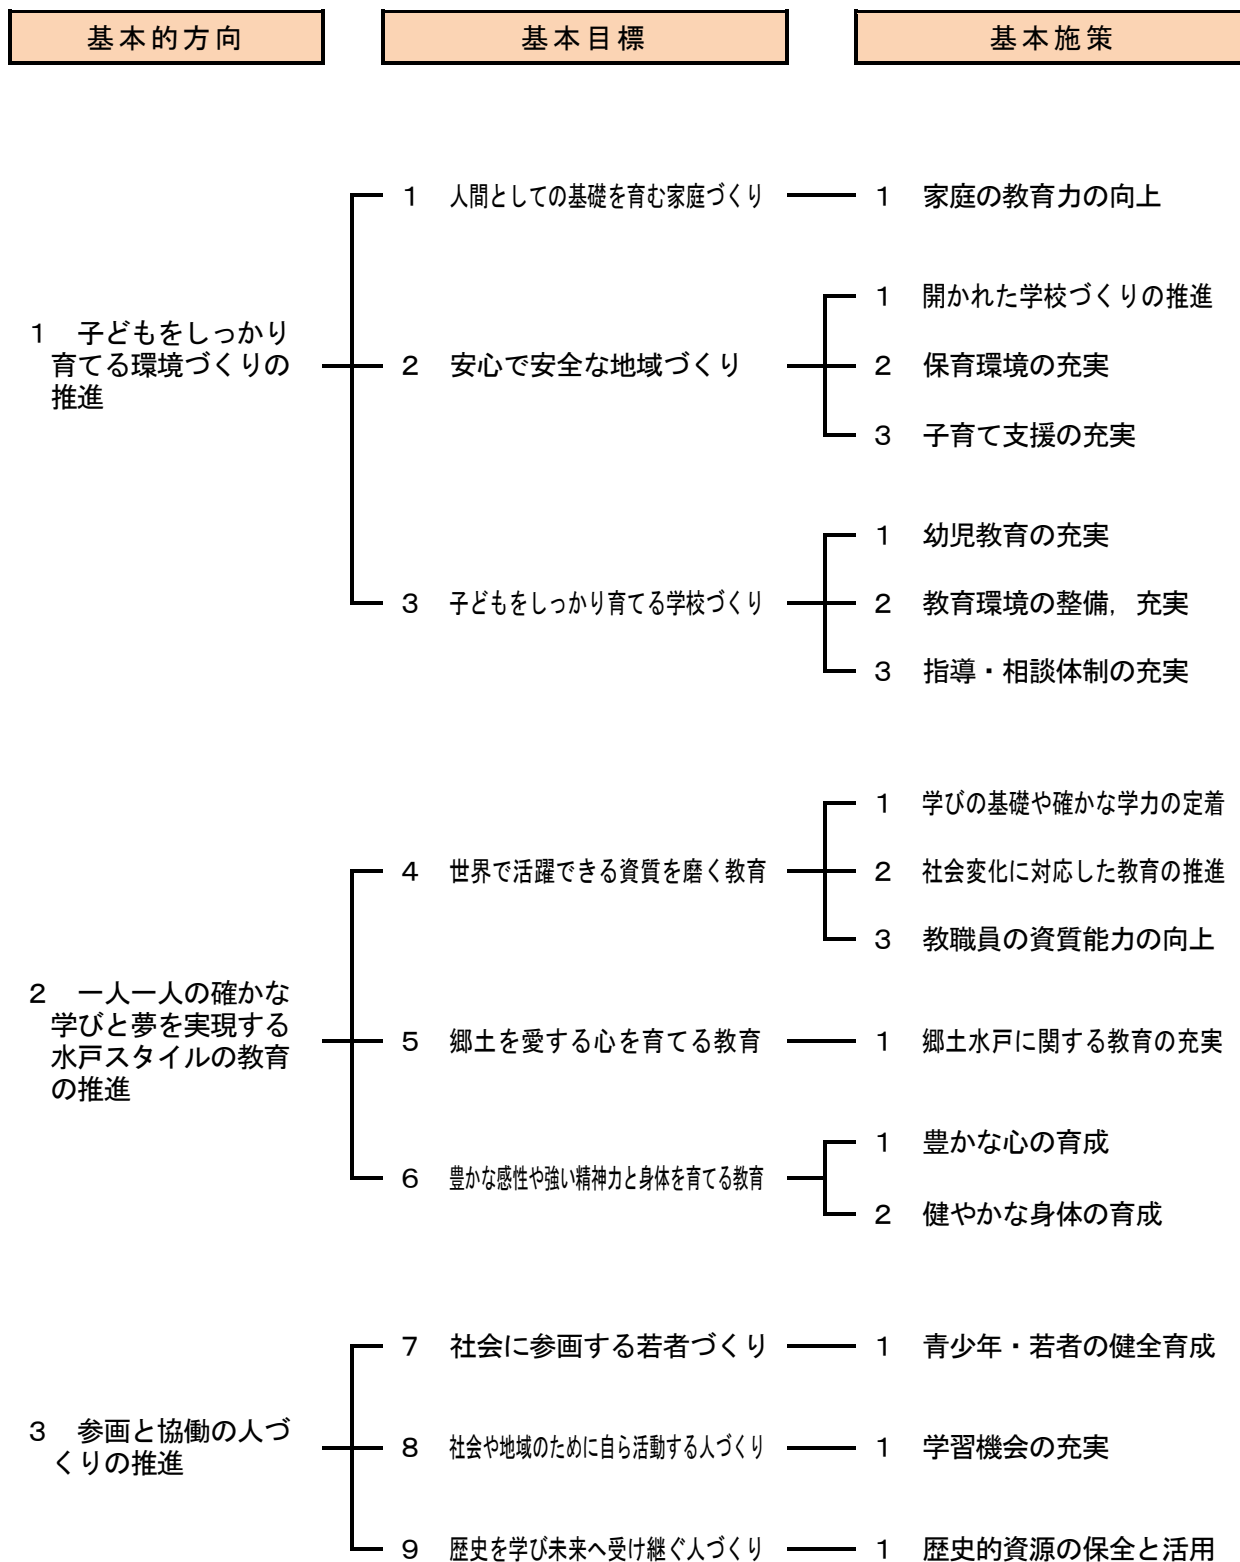 基本的方向
基本目標
基本施策
1　子どもをしっかり
育てる環境づくりの
推進
1　人間としての基礎を育む家庭づくり
1　家庭の教育力の向上
2　安心で安全な地域づくり
1　開かれた学校づくりの推進
2　保育環境の充実
3　子育て支援の充実
3　子どもをしっかり育てる学校づくり
1　幼児教育の充実
2　教育環境の整備，充実
3　指導・相談体制の充実
2　一人一人の確かな
学びと夢を実現する
水戸スタイルの教育
の推進
4　世界で活躍できる資質を磨く教育
1　学びの基礎や確かな学力の定着
2　社会変化に対応した教育の推進
3　教職員の資質能力の向上
5　郷土を愛する心を育てる教育
1　郷土水戸に関する教育の充実
6　豊かな感性や強い精神力と身体を育てる教育
1　豊かな心の育成
2　健やかな身体の育成
3　参画と協働の人づ
くりの推進
7　社会に参画する若者づくり
1　青少年・若者の健全育成
8　社会や地域のために自ら活動する人づくり
1　学習機会の充実
9　歴史を学び未来へ受け継ぐ人づくり
1　歴史的資源の保全と活用